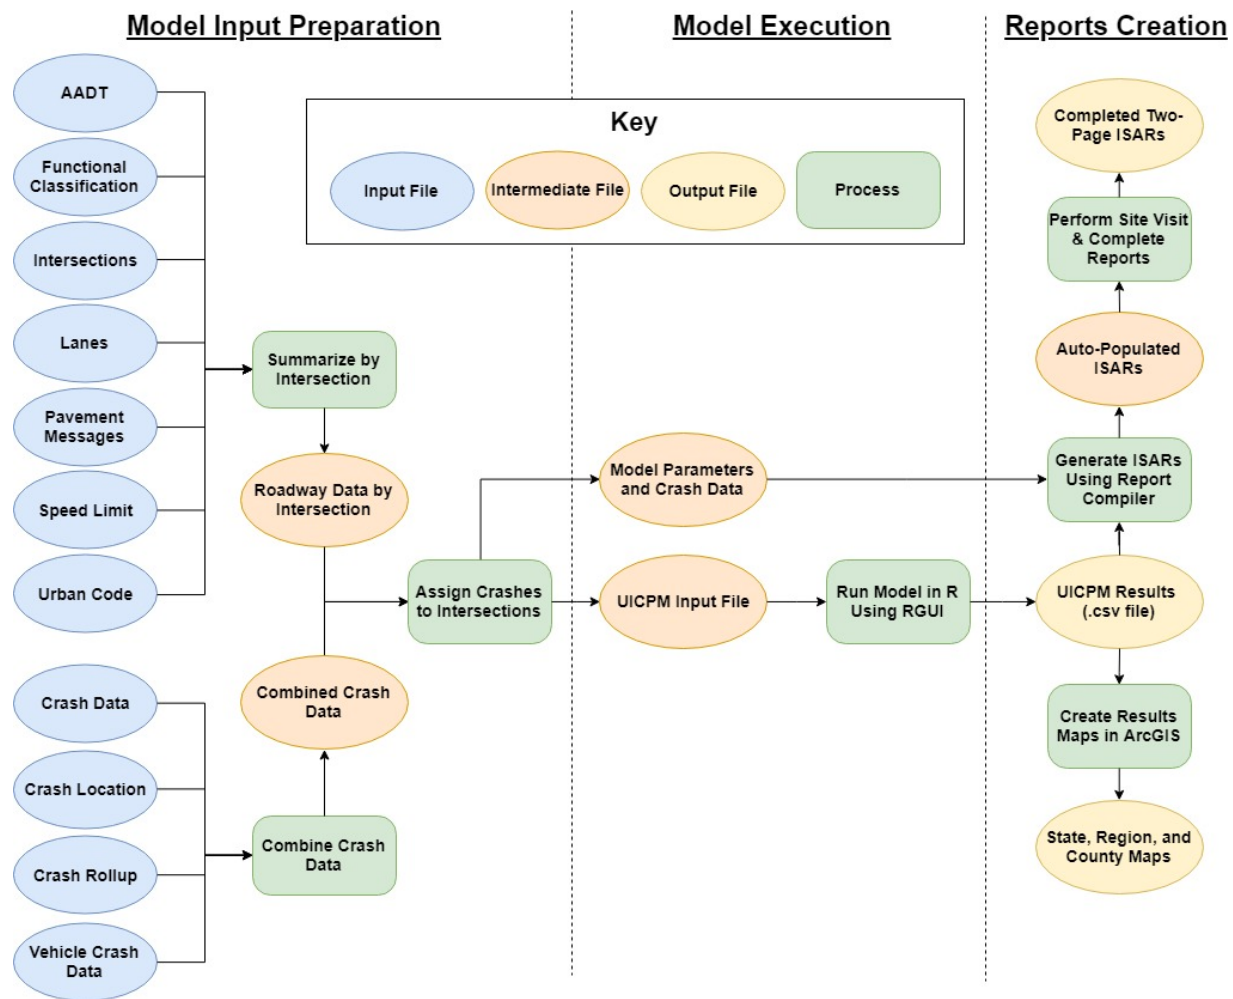 Model Input Preparation
Model Execution
Reports Creation
Key
Input File
Intermediate File
Output File
Process
AADT
Functional
Classification
Intersections
Lanes
Pavement
Messages
Speed Limit
Urban Code
Crash Data
Crash Location
Crash Rollup
Vehicle Crash
Data
Summarize by
Intersection
Roadway Data by
Intersection
Combined Crash
Data
Combine Crash
Data
Assign Crashes
to Intersections
Model Parameters
and Crash Data
UICPM Input File
Run Model in R
Using RGUI
Completed Two-
Page ISARs
Perform Site Visit
& Complete
Reports
Auto-Populated
ISARs
Generate ISARs
Using Report
Compiler
UICPM Results
(.csv file)
Create Results
Maps in ArcGIS
State, Region, and
County Maps